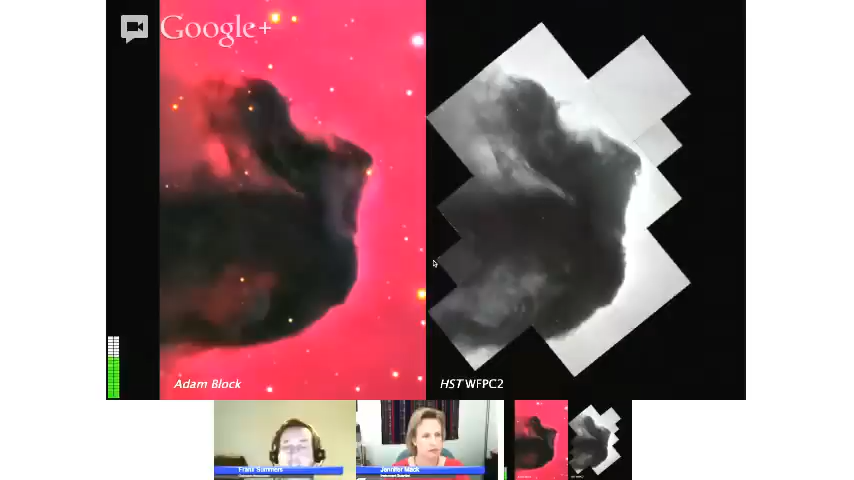 Google+
Adam Block
HST WFPC2
Frank Summers
Jennifer Mack